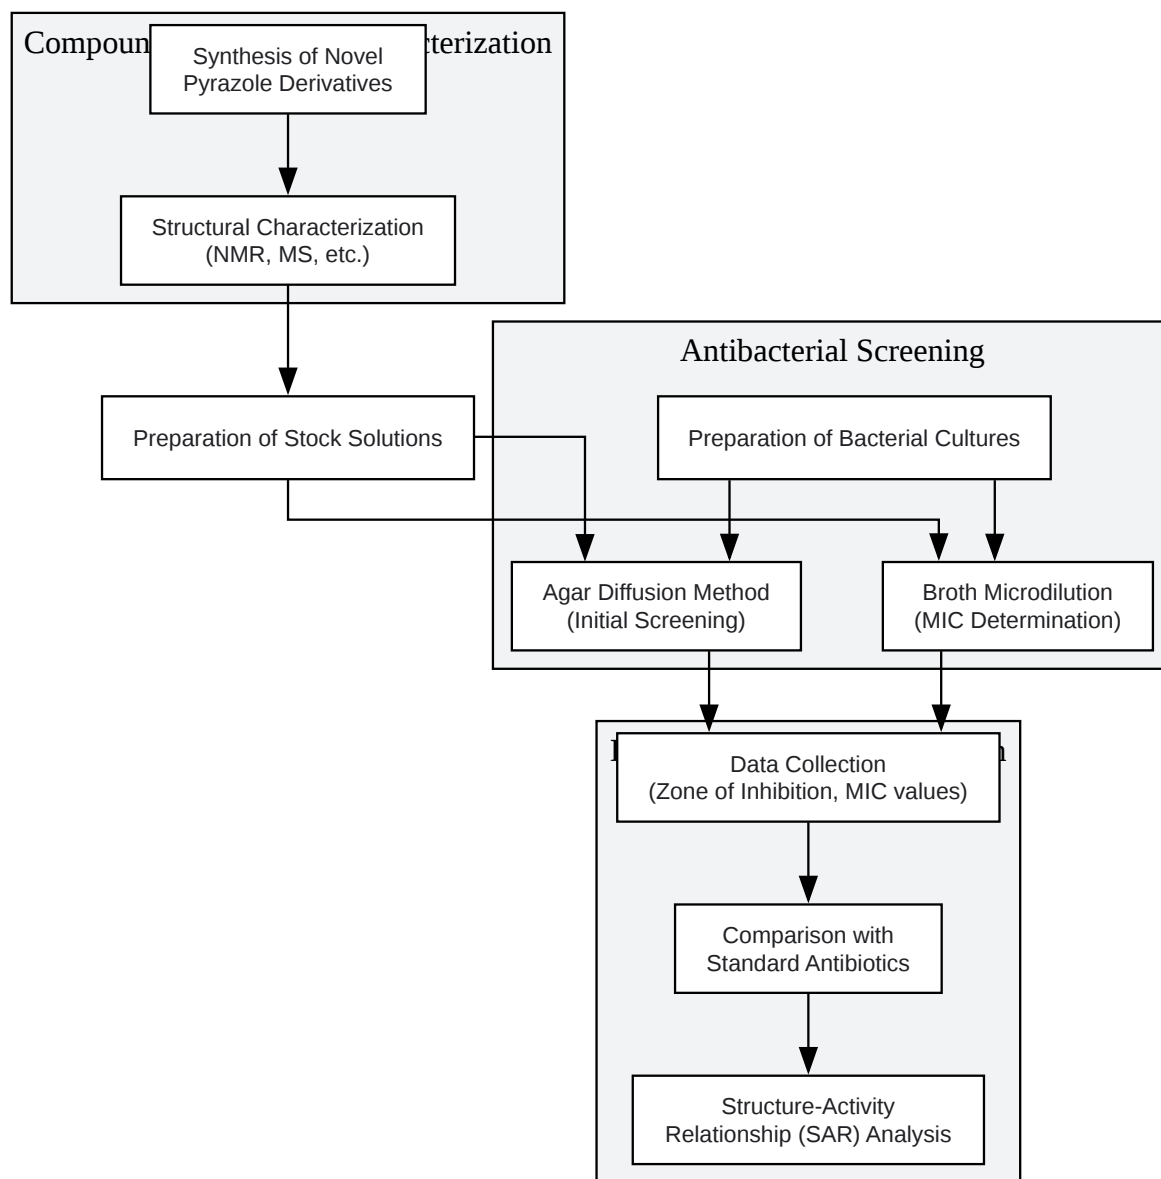 Synthesis of Novel
Pyrazole Derivatives
Structural Characterization
(NMR, MS, etc.)
Antibacterial Screening
Preparation of Stock Solutions
Preparation of Bacterial Cultures
Agar Diffusion Method
(Initial Screening)
Broth Microdilution
(MIC Determination)
Data Collection
(Zone of Inhibition, MIC values)
Comparison with
Standard Antibiotics
Structure-Activity
Relationship (SAR) Analysis